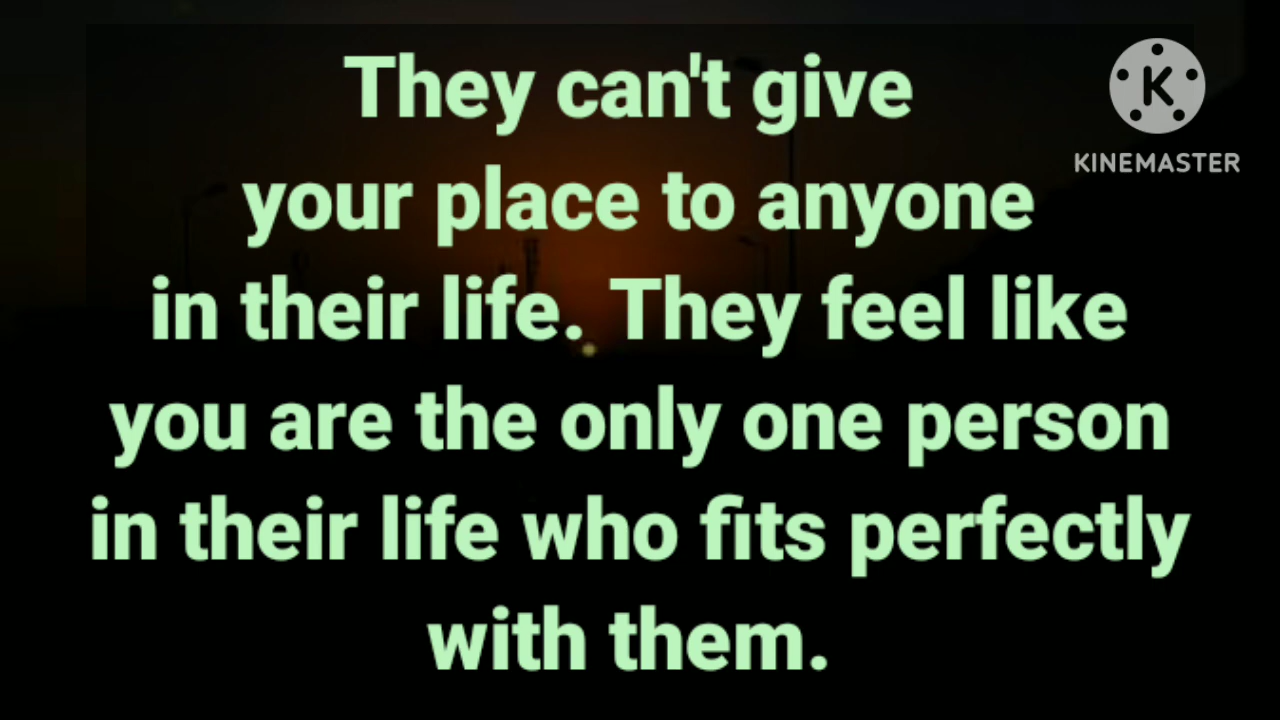 They can't give
your place to anyone
in their life. They feel like
you are the only one person
in their life who fits perfectly
with them.
K
KINEMASTER